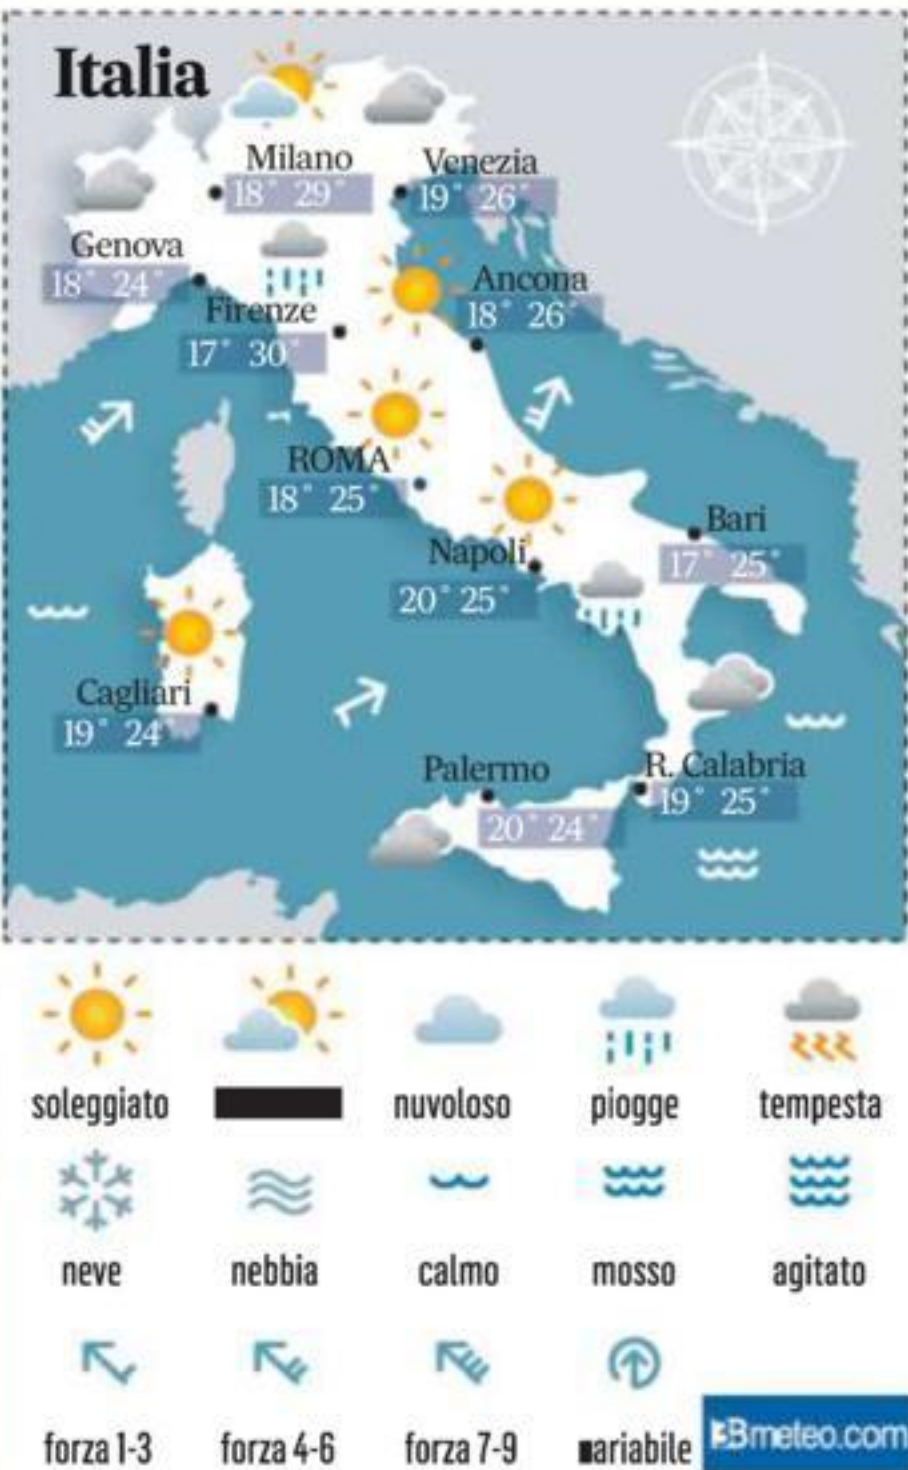 Italia
Milano
18° 29°
Venezia
19° 26°
Genova
18° 24°
Ancona
18° 26°
Firenze
17° 30°
ROMA
18° 25°
Bari
17° 25°
Napoli
20° 25°
Cagliari
19° 24°
Palermo
20° 24°
R. Calabria
19° 25°
soleggiato
nuvoloso
piogge
tempesta
neve
nebbia
calmo
mosso
agitato
forza 1-3
forza 4-6
forza 7-9
ariabile
3Bmeteo.com